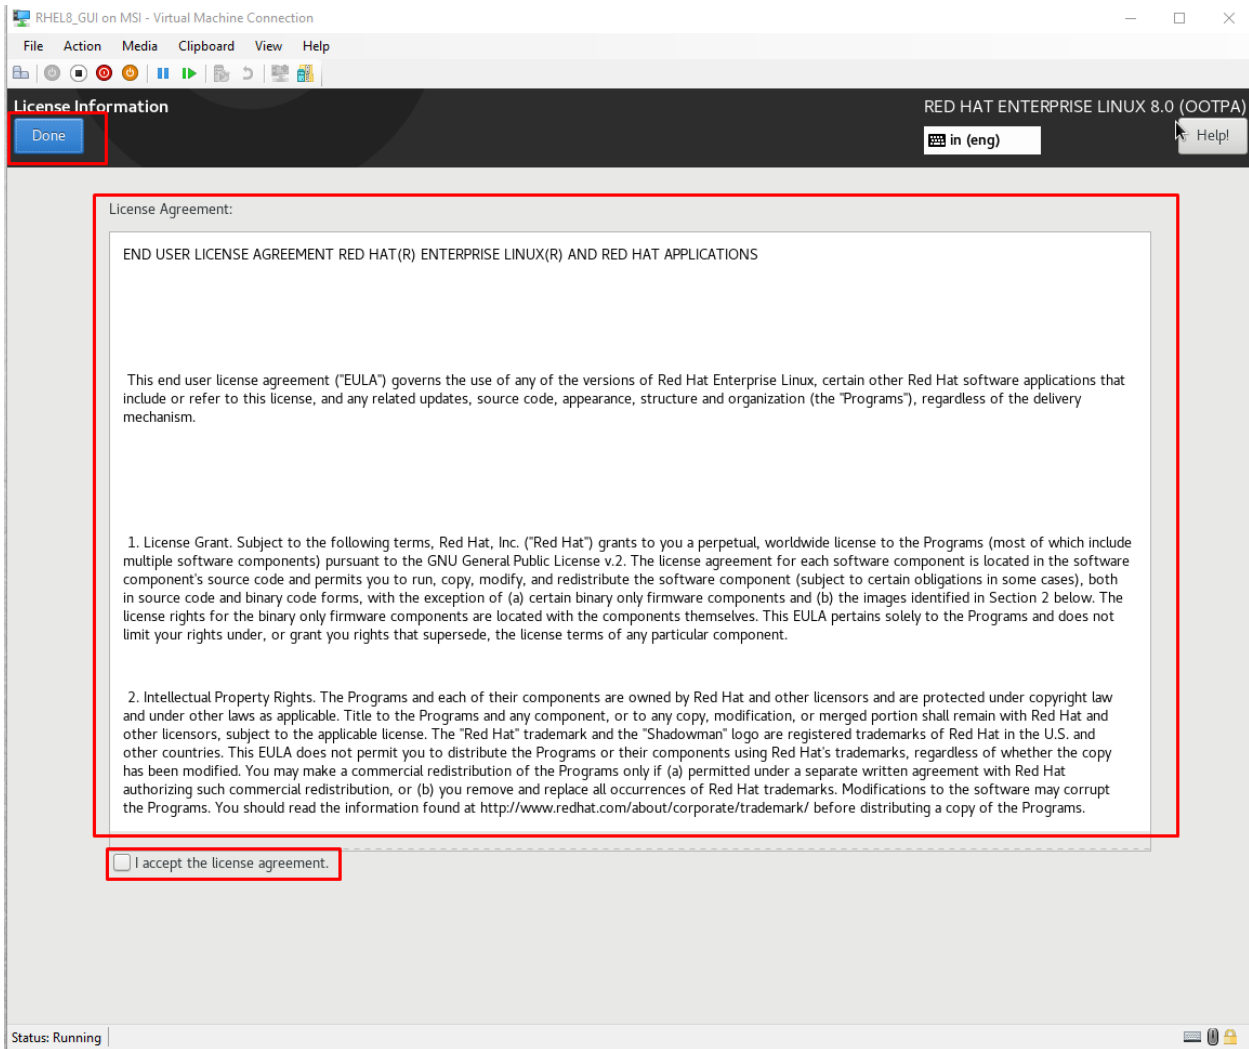 RHEL8_GUI on MSI - Virtual Machine Connection
File Action Media Clipboard View Help
License Information
RED HAT ENTERPRISE LINUX 8.0 (OOTPA)
Done
in (eng)
Help!
License Agreement:
END USER LICENSE AGREEMENT RED HAT(R) ENTERPRISE LINUX(R) AND RED HAT APPLICATIONS
This end user license agreement ("EULA") governs the use of any of the versions of Red Hat Enterprise Linux, certain other Red Hat software applications that
include or refer to this license, and any related updates, source code, appearance, structure and organization (the "Programs"), regardless of the delivery
mechanism.
1. License Grant. Subject to the following terms, Red Hat, Inc. ("Red Hat") grants to you a perpetual, worldwide license to the Programs (most of which include
multiple software components) pursuant to the GNU General Public License v.2. The license agreement for each software component is located in the software
component's source code and permits you to run, copy, modify, and redistribute the software component (subject to certain obligations in some cases), both
in source code and binary code forms, with the exception of (a) certain binary only firmware components and (b) the images identified in Section 2 below. The
license rights for the binary only firmware components are located with the components themselves. This EULA pertains solely to the Programs and does not
limit your rights under, or grant you rights that supersede, the license terms of any particular component.
2. Intellectual Property Rights. The Programs and each of their components are owned by Red Hat and other licensors and are protected under copyright law
and under other laws as applicable. Title to the Programs and any component, or to any copy, modification, or merged portion shall remain with Red Hat and
other licensors, subject to the applicable license. The "Red Hat" trademark and the "Shadowman" logo are registered trademarks of Red Hat in the U.S. and
other countries. This EULA does not permit you to distribute the Programs or their components using Red Hat's trademarks, regardless of whether the copy
has been modified. You may make a commercial redistribution of the Programs only if (a) permitted under a separate written agreement with Red Hat
authorizing such commercial redistribution, or (b) you remove and replace all occurrences of Red Hat trademarks. Modifications to the software may corrupt
the Programs. You should read the information found at http://www.redhat.com/about/corporate/trademark/ before distributing a copy of the Programs.
I accept the license agreement.
Status: Running